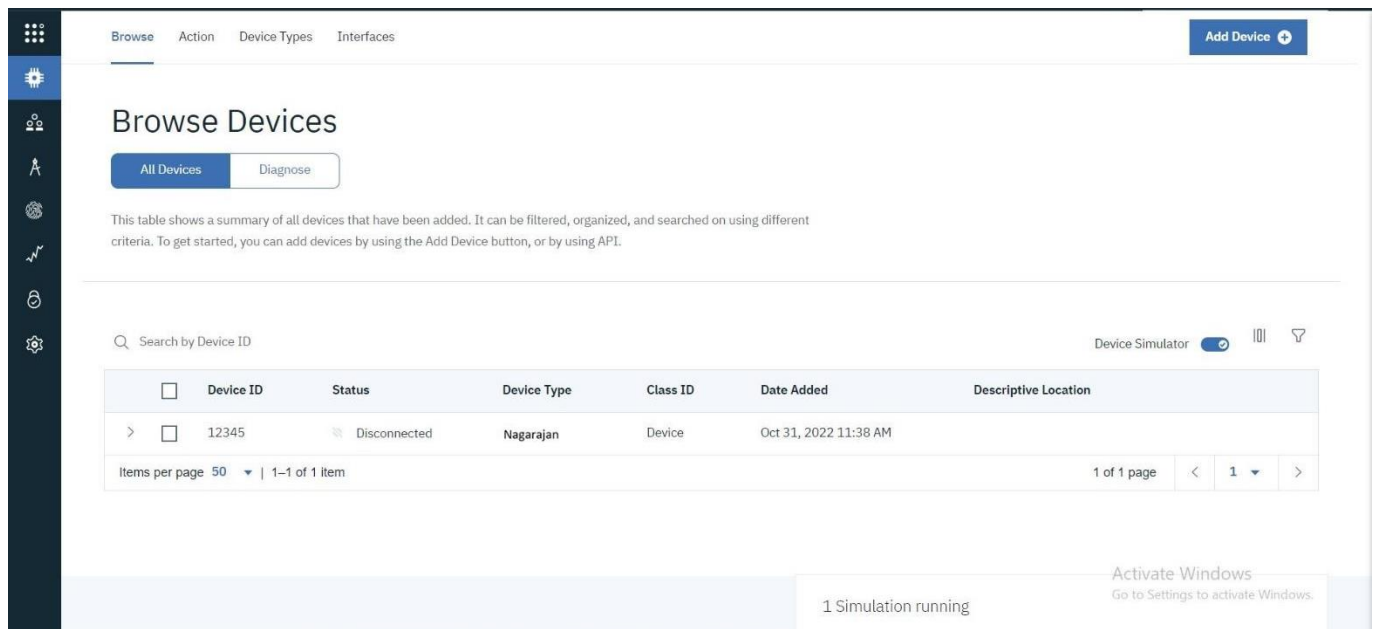 Browse Action Device Types Interfaces Add Device
Browse Devices
All Devices Diagnose
This table shows a summary of all devices that have been added. It can be filtered, organized, and searched on using different
criteria. To get started, you can add devices by using the Add Device button, or by using API.
Search by Device ID Device Simulator
Device ID Status Device Type Class ID Date Added Descriptive Location
12345 Disconnected Nagarajan Device Oct 31, 2022 11:38 AM
Items per page 50 | 1–1 of 1 item 1 of 1 page 1
Activate Windows
Go to Settings to activate Windows.
1 Simulation running